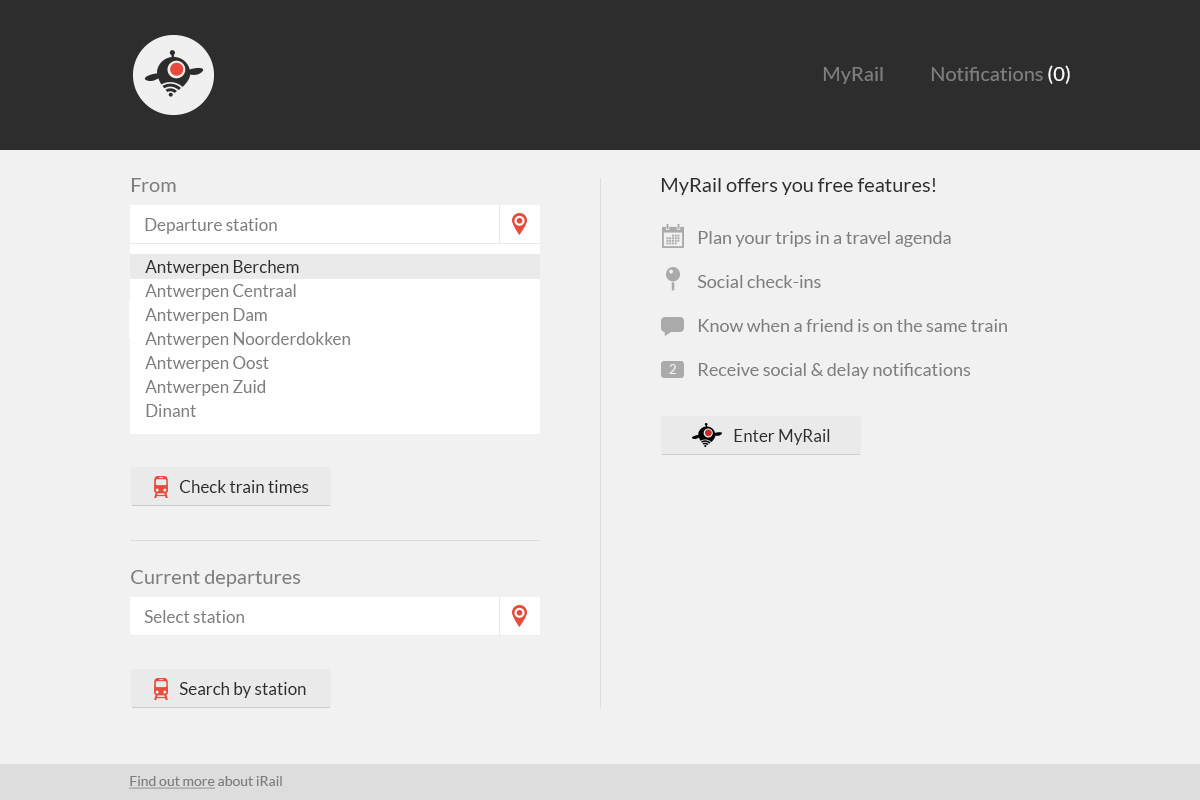 MyRail
Notifications (0)
From
Departure station
Antwerpen Berchem
Antwerpen Centraal
Antwerpen Dam
Antwerpen Noorderdokken
Antwerpen Oost
Antwerpen Zuid
Dinant
Check train times
Current departures
Select station
Search by station
MyRail offers you free features!
Plan your trips in a travel agenda
Social check-ins
Know when a friend is on the same train
2
Receive social & delay notifications
Enter MyRail
Find out more about iRail